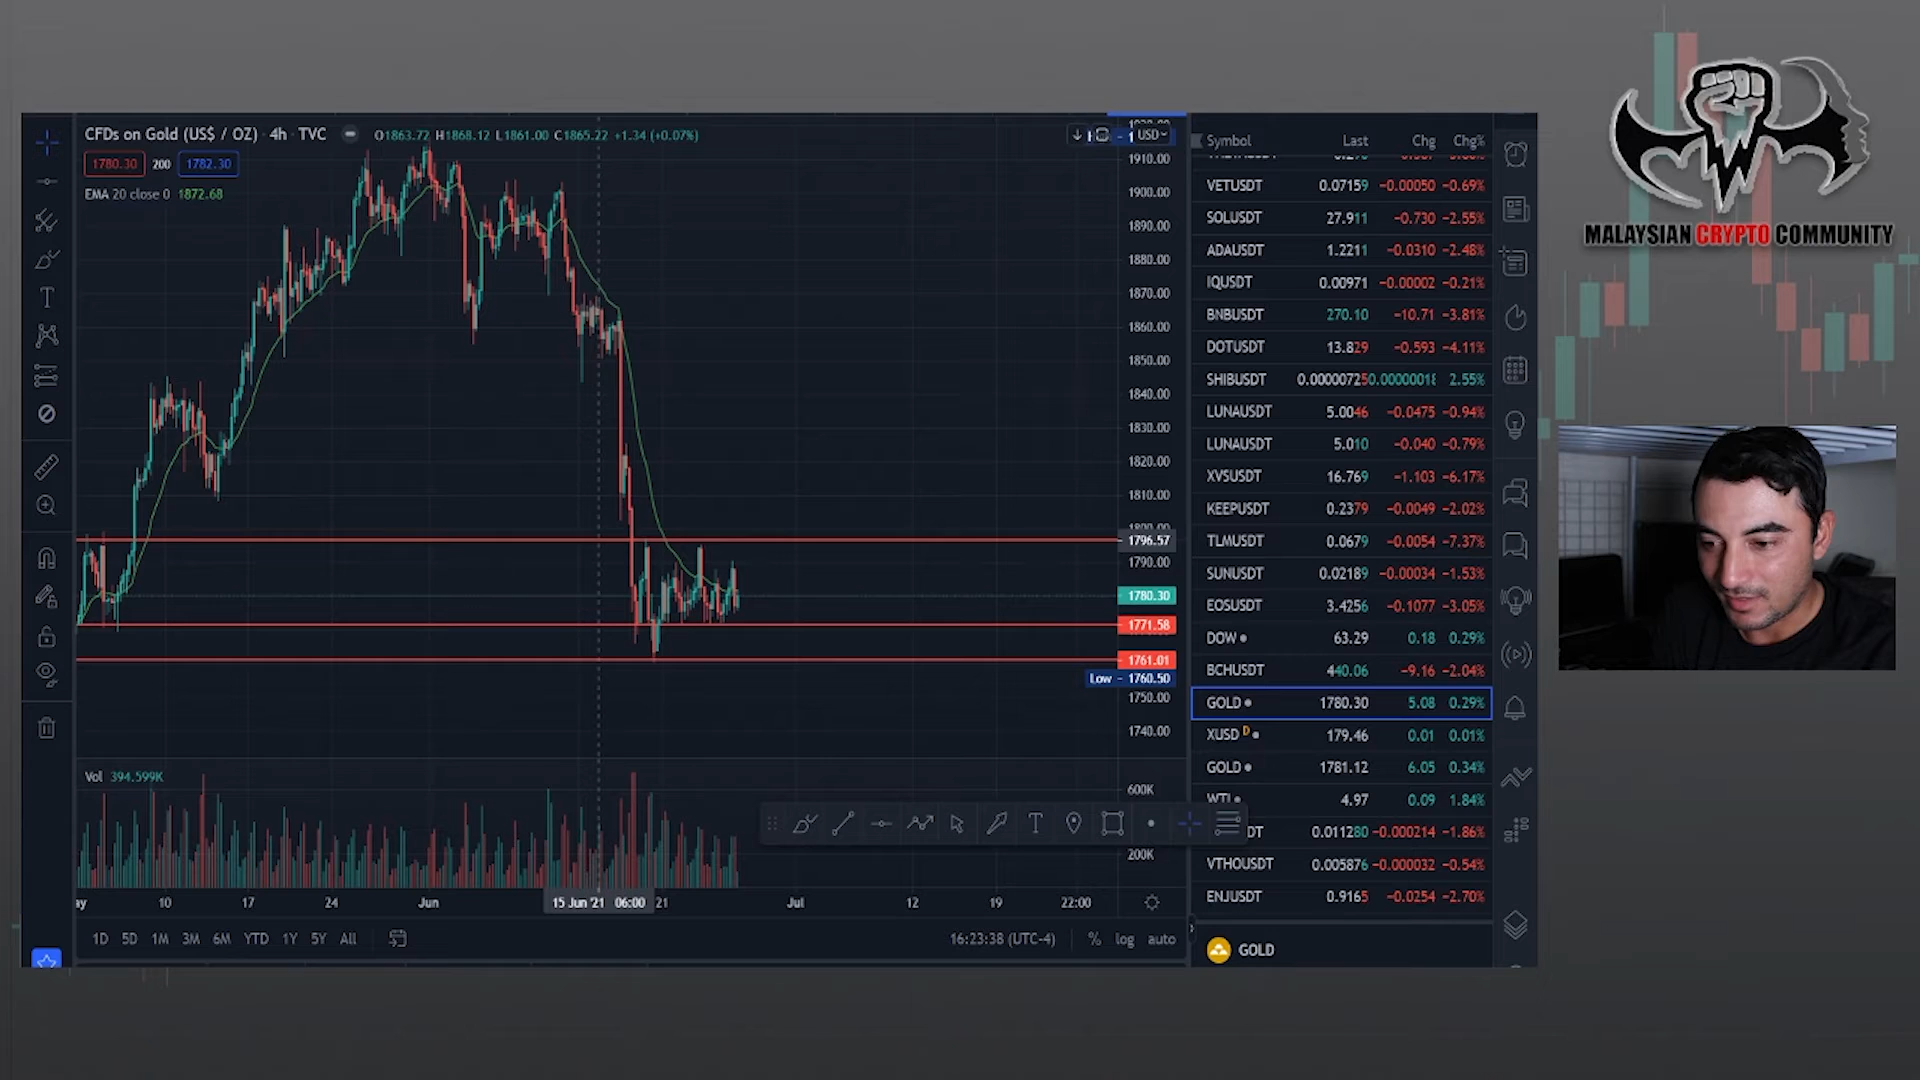 CFDs on Gold (US$ / OZ) · 4h · TVC O1863.72 H1868.12 L1861.00 C1865.22 +1.34 (+0.07%)
1780.30 200 1782.30
EMA 20 close 0 1872.68
USD
1910.00
1900.00
1890.00
1880.00
1870.00
1860.00
1850.00
1840.00
1830.00
1820.00
1810.00
1800.00
1796.57
1790.00
1780.30
1771.58
1761.01
Low - 1760.50
1750.00
1740.00
Vol 394.599K
600K
200K
10 17 24 Jun 15 Jun '21 06:00 21 Jul 12 19 22:00
1D 5D 1M 3M 6M YTD 1Y 5Y All 16:23:38 (UTC-4) % log auto
Symbol Last Chg Chg%
VETUSDT 0.07159 -0.00050 -0.69%
SOLUSDT 27.911 -0.730 -2.55%
ADAUSDT 1.2211 -0.0310 -2.48%
IQUSDT 0.00971 -0.00002 -0.21%
BNBUSDT 270.10 -10.71 -3.81%
DOTUSDT 13.829 -0.593 -4.11%
SHIBUSDT 0.00000725 0.00000018 2.55%
LUNAUSDT 5.0046 -0.0475 -0.94%
LUNAUSDT 5.010 -0.040 -0.79%
XVSUSDT 16.769 -1.103 -6.17%
KEEPUSDT 0.2379 -0.0049 -2.02%
TLMUSDT 0.0679 -0.0054 -7.37%
SUNUSDT 0.02189 -0.00034 -1.53%
EOSUSDT 3.4256 -0.1077 -3.05%
DOW 63.29 0.18 0.29%
BCHUSDT 440.06 -9.16 -2.04%
GOLD 1780.30 5.08 0.29%
XUSD D 179.46 0.01 0.01%
GOLD 1781.12 6.05 0.34%
WTI 4.97 0.09 1.84%
DT 0.011280 -0.000214 -1.86%
VTHOUSDT 0.005876 -0.000032 -0.54%
ENJUSDT 0.9165 -0.0254 -2.70%
GOLD
MALAYSIAN CRYPTO COMMUNITY